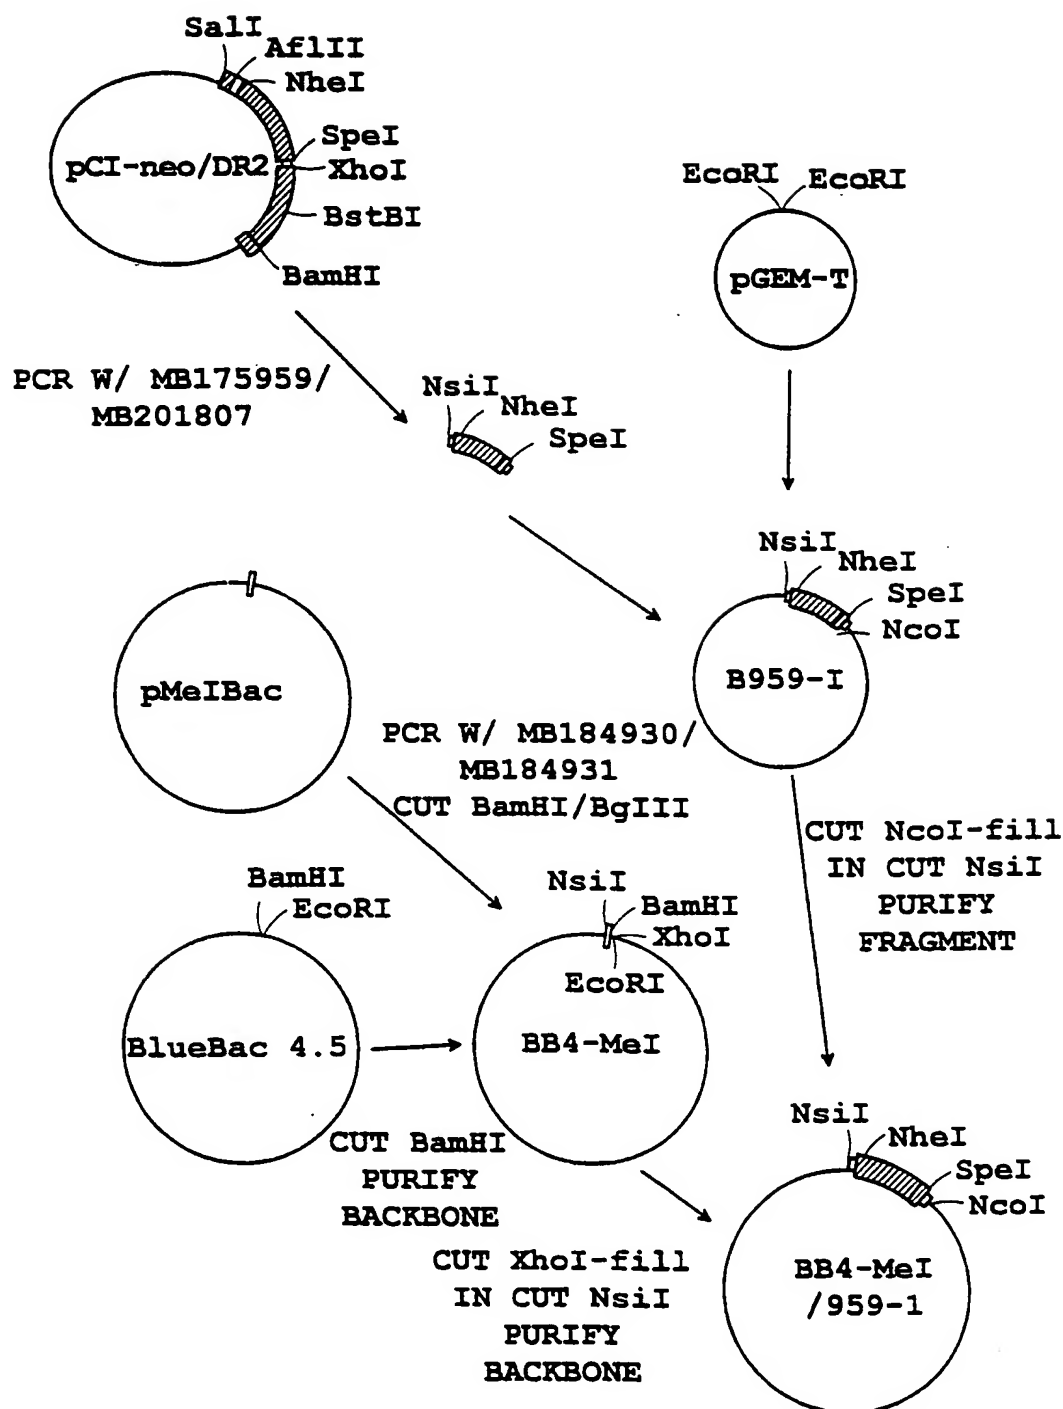 SalI
AflII
NheI
SpeI
pCI-neo/DR2
XhoI
BstBI
BamHI
EcoRI
EcoRI
pGEM-T
PCR W/ MB175959/
MB201807
NsiI
NheI
SpeI
NsiI
NheI
SpeI
NcoI
B959-I
pMeIBac
PCR W/ MB184930/
MB184931
CUT BamHI/BgIII
CUT NcoI-fill
IN CUT NsiI
PURIFY
FRAGMENT
BamHI
EcoRI
BlueBac 4.5
NsiI
BamHI
XhoI
EcoRI
BB4-MeI
CUT BamHI
PURIFY
BACKBONE
CUT XhoI-fill
IN CUT NsiI
PURIFY
BACKBONE
NsiI
NheI
SpeI
NcoI
BB4-MeI
/959-1